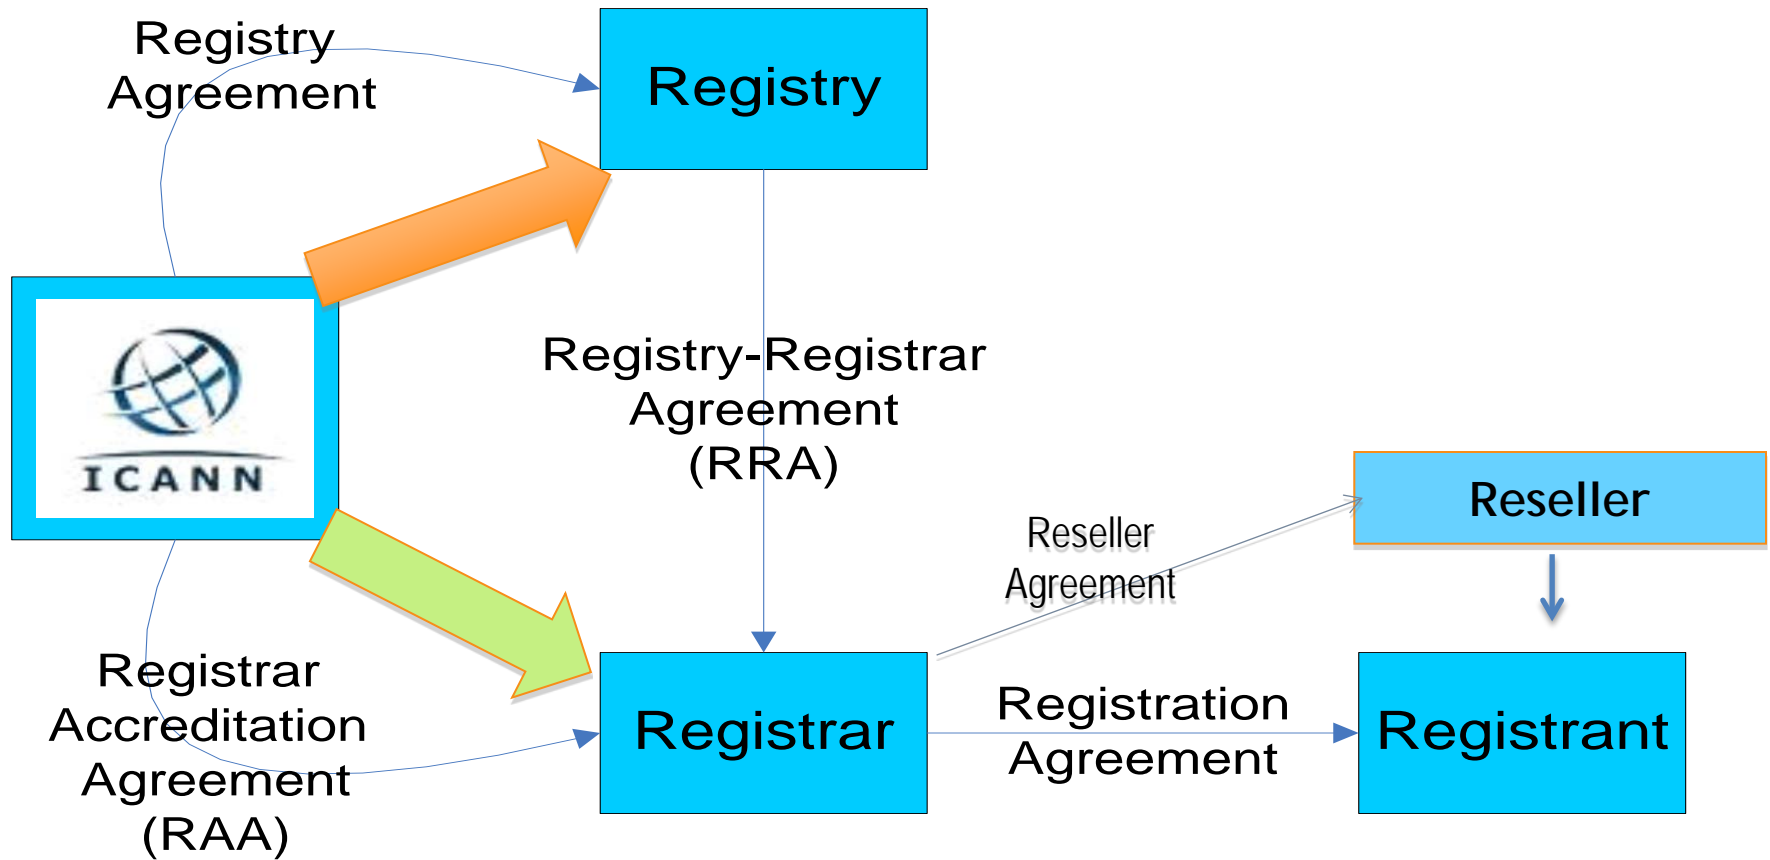 Registry
Agreement
Registry
ICANN
Registry-Registrar
Agreement
(RRA)
Reseller
Reseller
Agreement
Registrar
Accreditation
Agreement
(RAA)
Registrar
Registration
Agreement
Registrant